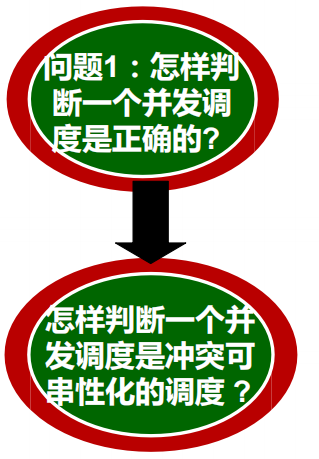 问题1：怎样判
断一个并发调
度是正确的?
怎样判断一个并
发调度是冲突可
串性化的调度？